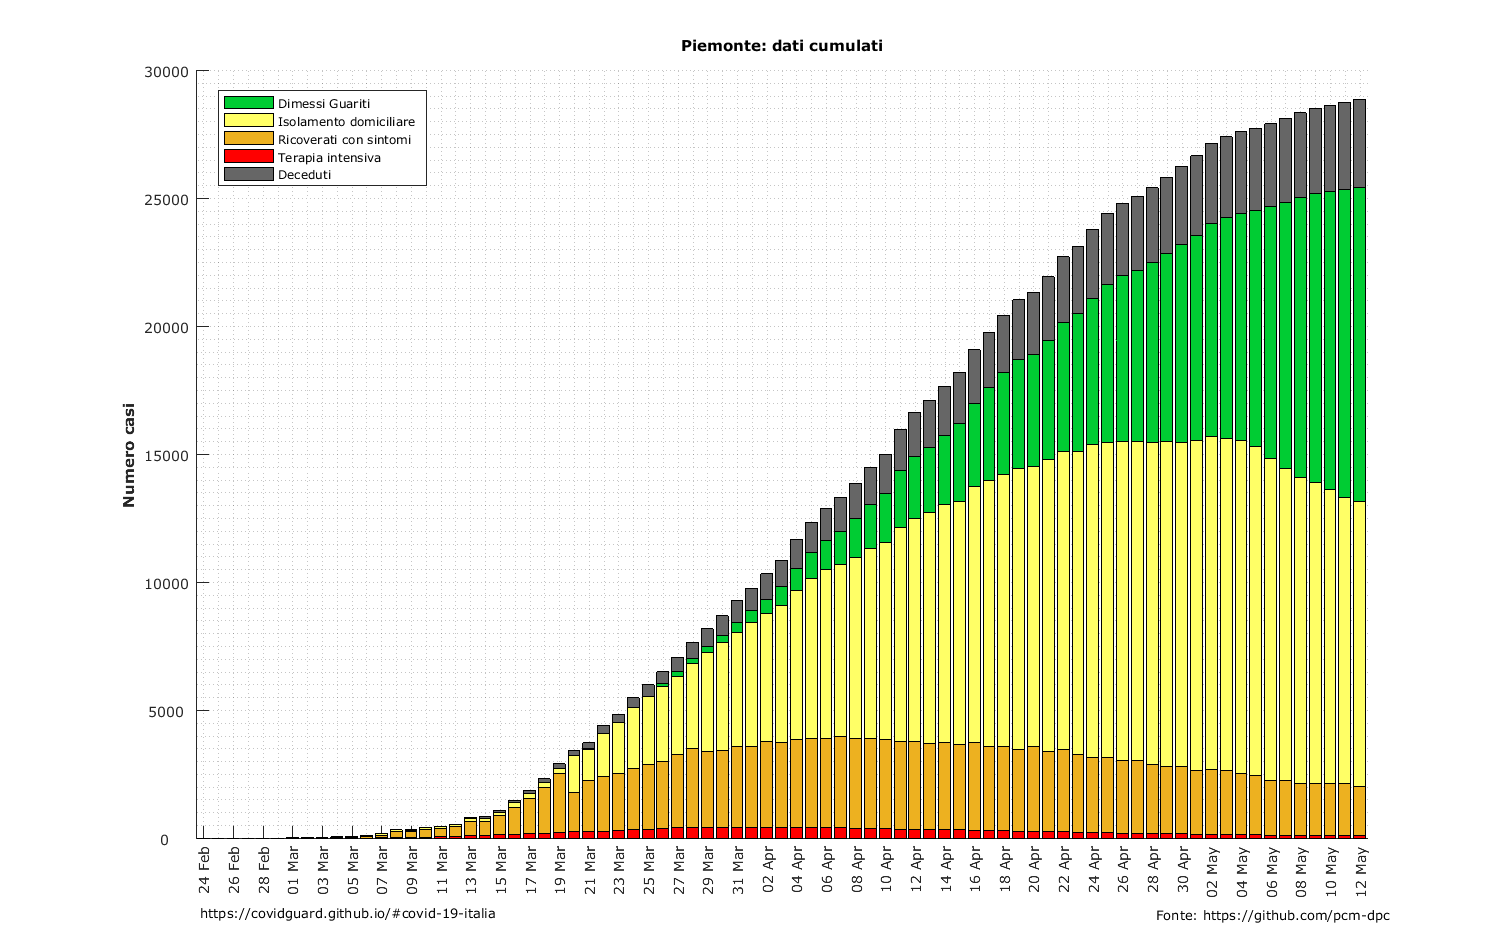 Piemonte: dati cumulati
30000
25000
20000
15000
10000
5000
0
Numero casi
Dimessi Guariti
Isolamento domiciliare
Ricoverati con sintomi
Terapia intensiva
Deceduti
24 Feb
26 Feb
28 Feb
01 Mar
03 Mar
05 Mar
07 Mar
09 Mar
11 Mar
13 Mar
15 Mar
17 Mar
19 Mar
21 Mar
23 Mar
25 Mar
27 Mar
29 Mar
31 Mar
02 Apr
04 Apr
06 Apr
08 Apr
10 Apr
12 Apr
14 Apr
16 Apr
18 Apr
20 Apr
22 Apr
24 Apr
26 Apr
28 Apr
30 Apr
02 May
04 May
06 May
08 May
10 May
12 May
https://covidguard.github.io/#covid-19-italia
Fonte: https://github.com/pcm-dpc